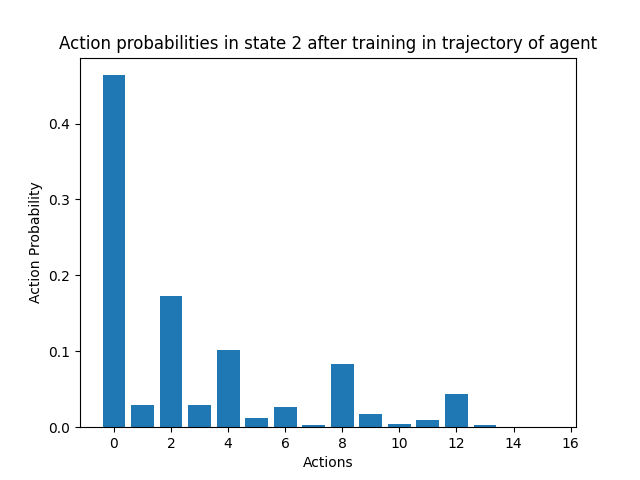 Action probabilities in state 2 after training in trajectory of agent
0.4
0.3
0.2
0.1
0.0
Action Probability
0 2 4 6 8 10 12 14 16
Actions